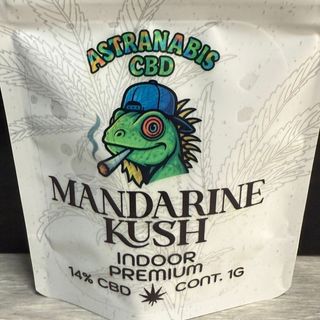 ASTRANABIS
CBD
MANDARINE
KUSH
INDOOR
PREMIUM
14% CBD CONT. 1G